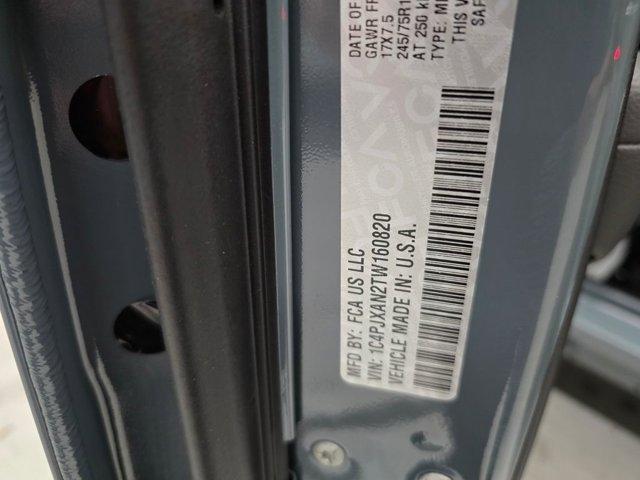 DATE OF
GAWR FR
17X7.5
245/75R1
AT 250 k
TYPE: M
THIS V
SAF
MFD BY: FCA US LLC
VIN: 1C4PJXAN2TW160820
VEHICLE MADE IN: U.S.A.